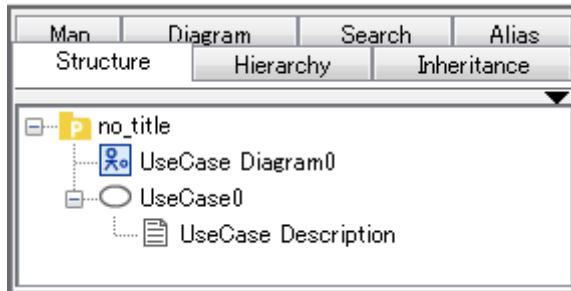 Map Diagram Search Alias
Structure Hierarchy Inheritance
no_title
UseCase Diagram0
UseCase0
UseCase Description